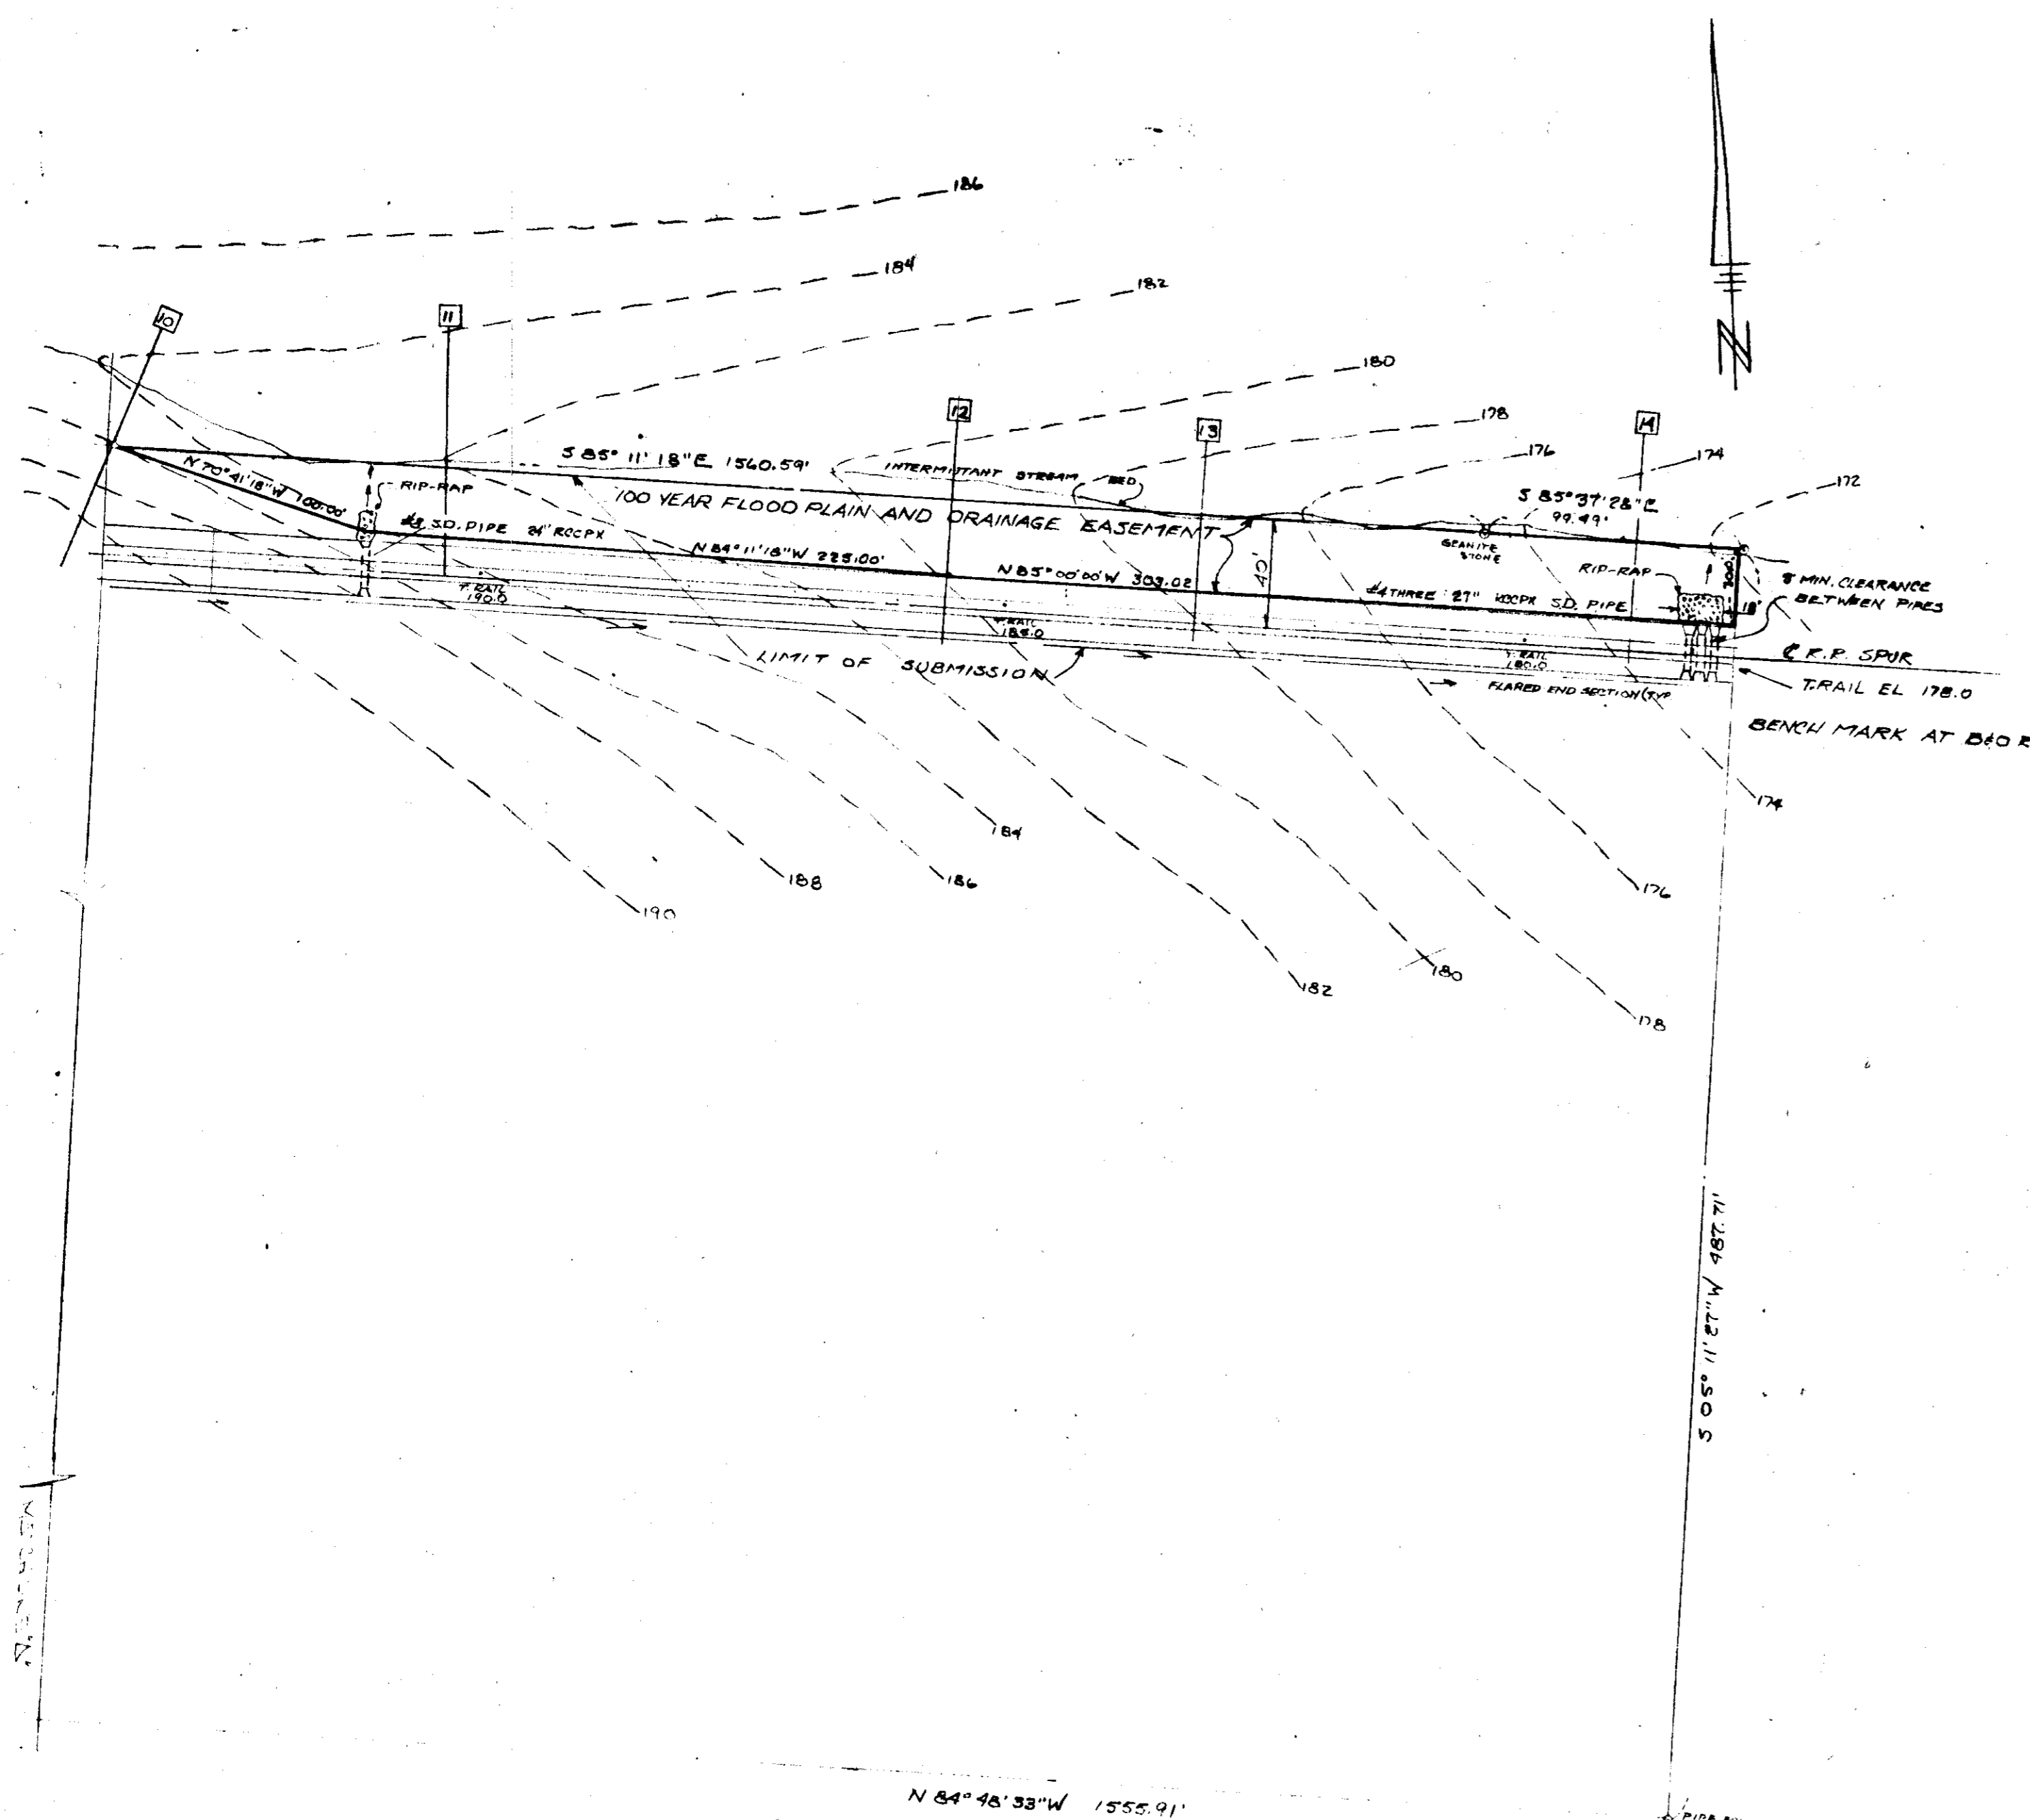 186
184
182
180
178
176
174
172
10
11
12
13
14
N
S 85° 11' 18" E 1560.59'
INTERMITTANT STREAM BED
S 85° 37' 28" E
99.49'
N 70° 41' 18" W 100.00'
RIP-RAP
100 YEAR FLOOD PLAIN AND DRAINAGE EASEMENT
#3 S.D. PIPE 24" RCCPX
N 84° 11' 18" W 225.00'
N 85° 00' 00" W 303.02
40'
GRANITE
STONE
RIP-RAP
#4 THREE 27" RCCPX S.D. PIPE
18'
MIN. CLEARANCE
BETWEEN PIPES
T. RAIL
190.0
T. RAIL
185.0
T. RAIL
180.0
LIMIT OF SUBMISSION
FLARED END SECTION (TYP
℄ R.R. SPUR
T.RAIL EL 178.0
BENCH MARK AT B&O R
174
176
178
180
182
184
186
188
190
S 05° 11' 27" W 487.71'
N 84° 48' 33" W 1555.91'
PIPE